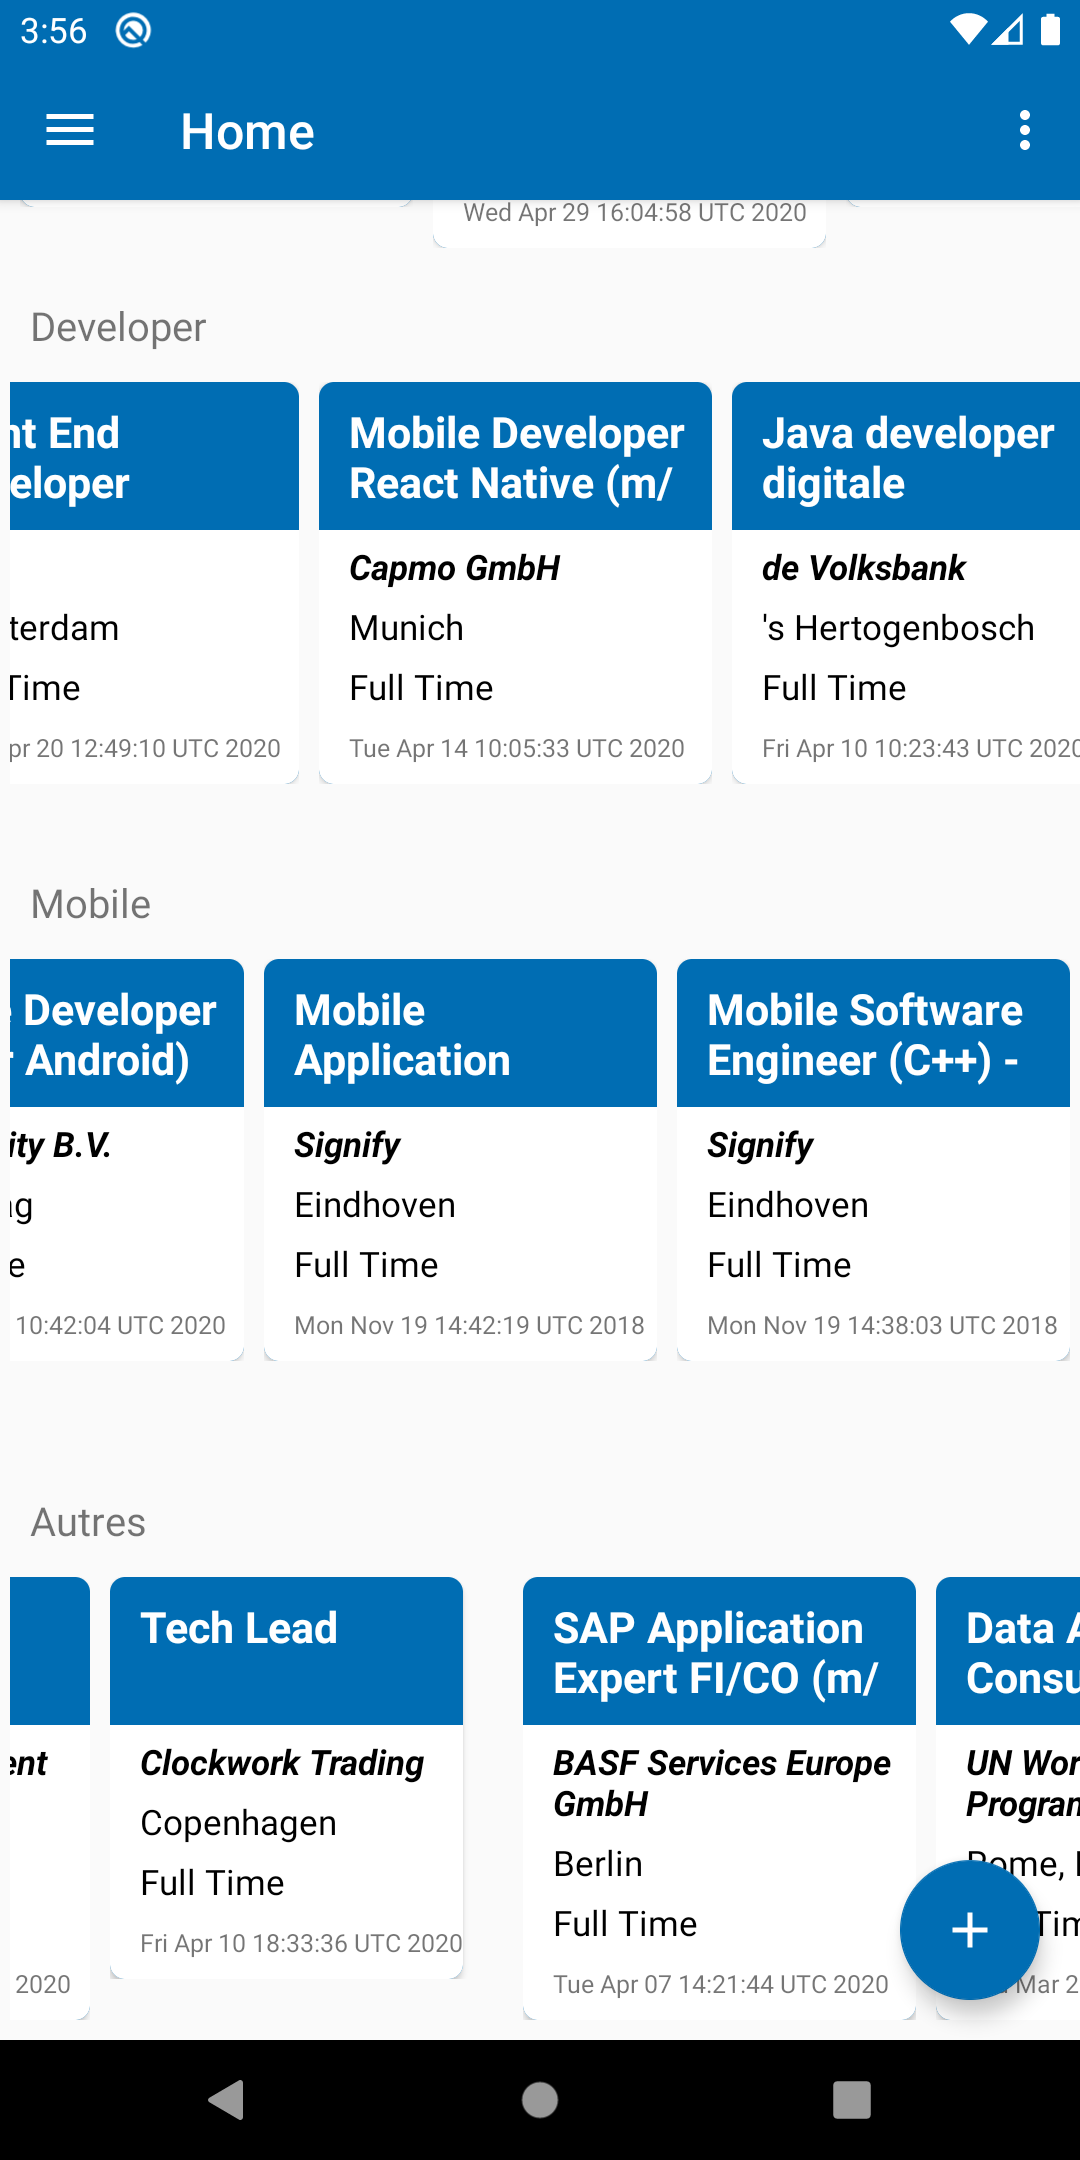 3:56
Home
Wed Apr 29 16:04:58 UTC 2020
Developer
nt End
eloper
terdam
Time
pr 20 12:49:10 UTC 2020
Mobile Developer
React Native (m/
Capmo GmbH
Munich
Full Time
Tue Apr 14 10:05:33 UTC 2020
Java developer
digitale
de Volksbank
's Hertogenbosch
Full Time
Fri Apr 10 10:23:43 UTC 2020
Mobile
Developer
Android)
ity B.V.
ag
e
10:42:04 UTC 2020
Mobile
Application
Signify
Eindhoven
Full Time
Mon Nov 19 14:42:19 UTC 2018
Mobile Software
Engineer (C++) -
Signify
Eindhoven
Full Time
Mon Nov 19 14:38:03 UTC 2018
Autres
ent
2020
Tech Lead
Clockwork Trading
Copenhagen
Full Time
Fri Apr 10 18:33:36 UTC 2020
SAP Application
Expert FI/CO (m/
BASF Services Europe
GmbH
Berlin
Full Time
Tue Apr 07 14:21:44 UTC 2020
Data A
Consu
UN Wor
Program
Rome,
Tim
Mar 2